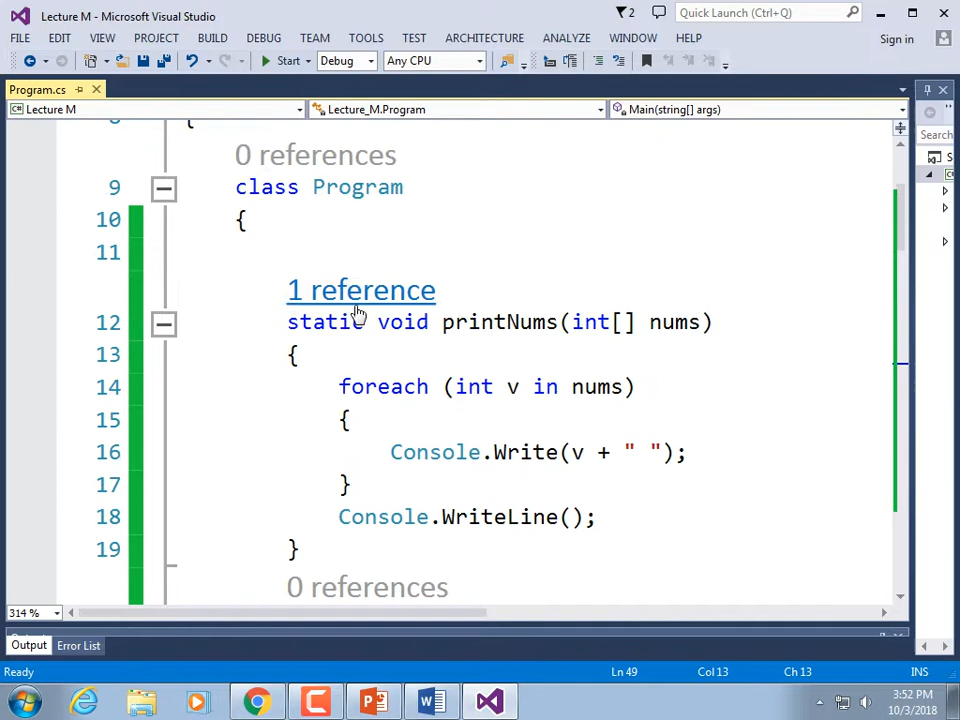 Lecture M - Microsoft Visual Studio
2
Quick Launch (Ctrl+Q)
FILE EDIT VIEW PROJECT BUILD DEBUG TEAM TOOLS TEST ARCHITECTURE ANALYZE WINDOW HELP Sign in
Start Debug Any CPU
Program.cs
Lecture M Lecture_M.Program Main(string[] args)
Search
{
0 references
9 class Program
10 {
11
1 reference
12 static void printNums(int[] nums)
13 {
14 foreach (int v in nums)
15 {
16 Console.Write(v + " ");
17 }
18 Console.WriteLine();
19 }
0 references
314 %
Output Error List
Ready Ln 49 Col 13 Ch 13 INS
3:52 PM
10/3/2018